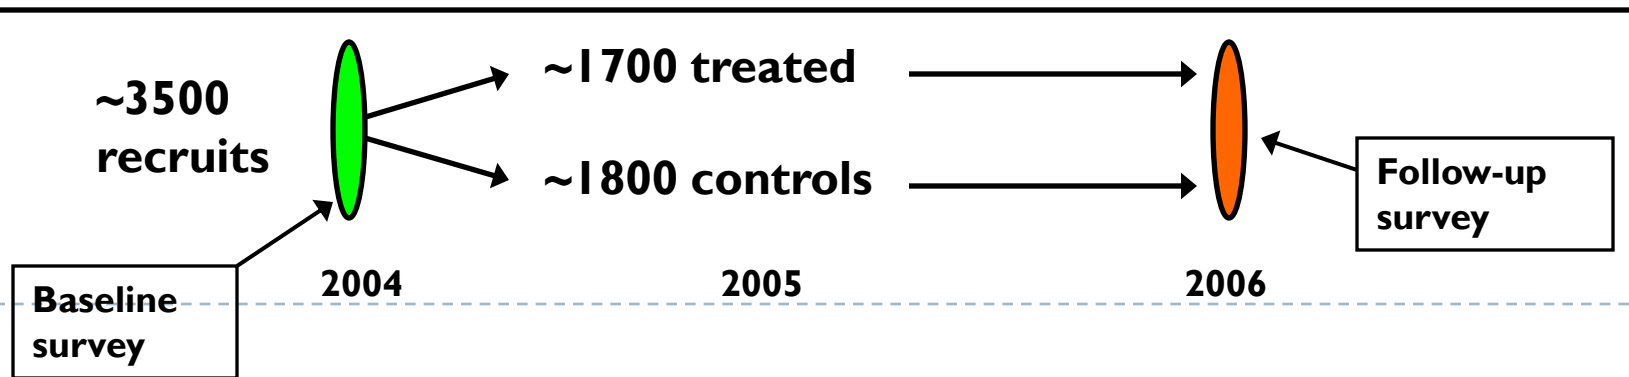 ~3500
recruits
~1700 treated
~1800 controls
Follow-up
survey
2004
2005
2006
Baseline
survey